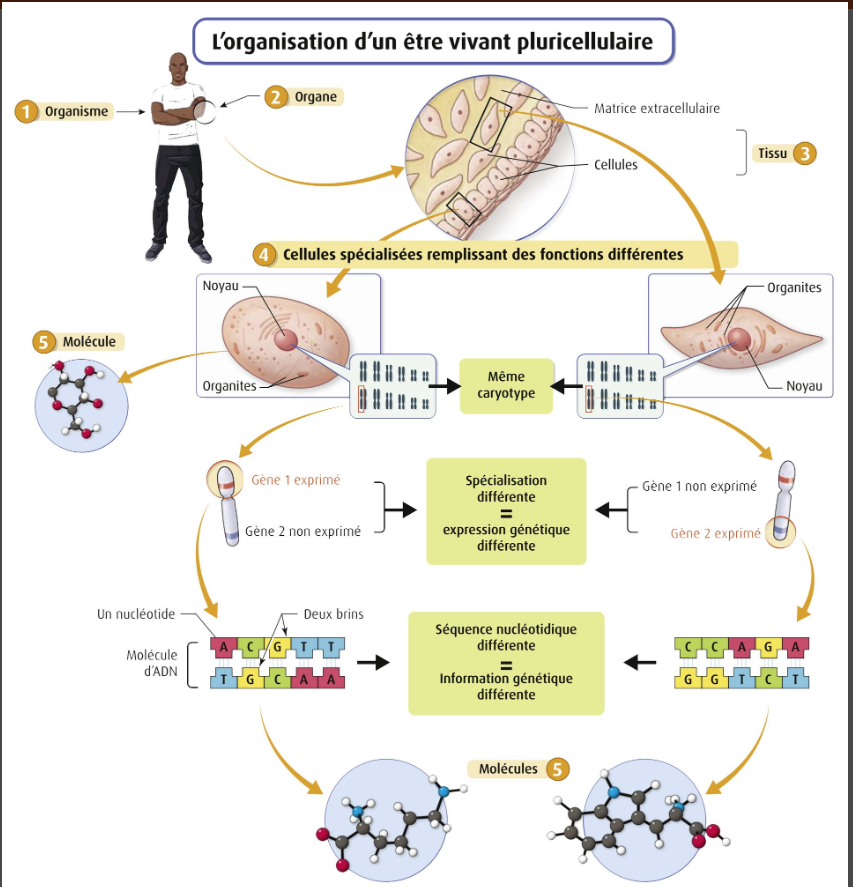 L'organisation d'un être vivant pluricellulaire
1 Organisme
2 Organe
Matrice extracellulaire
Cellules
Tissu 3
4 Cellules spécialisées remplissant des fonctions différentes
Noyau
Organites
Organites
Noyau
5 Molécule
Même
caryotype
Gène 1 exprimé
Gène 2 non exprimé
Spécialisation
différente
=
expression génétique
différente
Gène 1 non exprimé
Gène 2 exprimé
Un nucléotide
Deux brins
Molécule
d'ADN
A C G T T
T G C A A
Séquence nucléotidique
différente
=
Information génétique
différente
C C A G A
G G T C T
Molécules 5